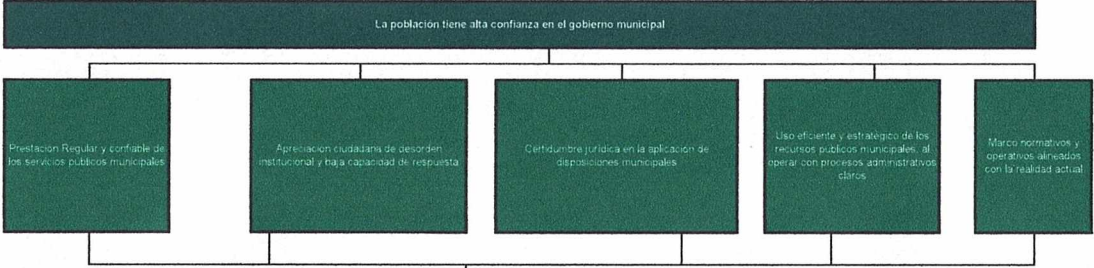 La población tiene alta confianza en el gobierno municipal
Prestación Regular y confiable de
los servicios públicos municipales
Apreciación ciudadana de desorden
institucional y baja capacidad de respuesta
Certidumbre jurídica en la aplicación de
disposiciones municipales
Uso eficiente y estratégico de los
recursos públicos municipales, al
operar con procesos administrativos
claros
Marco normativos y
operativos alineados
con la realidad actual